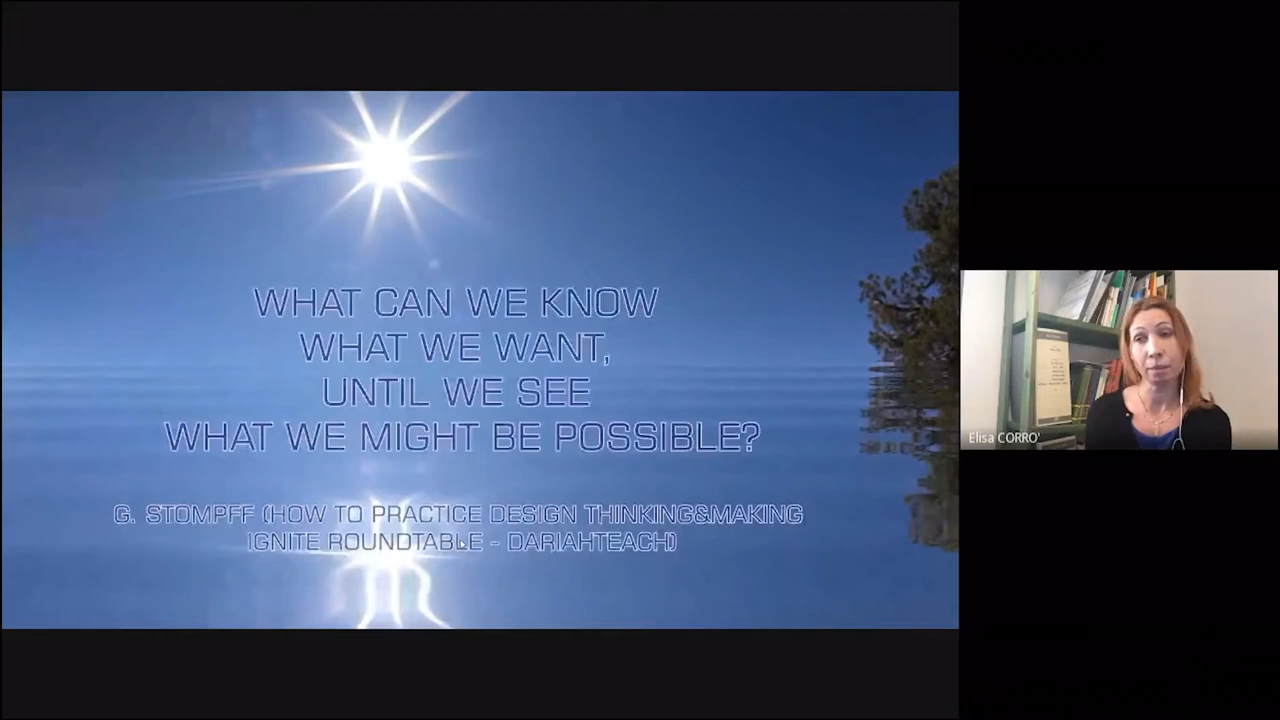 WHAT CAN WE KNOW
WHAT WE WANT,
UNTIL WE SEE
WHAT WE MIGHT BE POSSIBLE?
G. STOMPFF (HOW TO PRACTICE DESIGN THINKING&MAKING
IGNITE ROUNDTABLE - DARIAHTEACH)
Elisa CORRO'